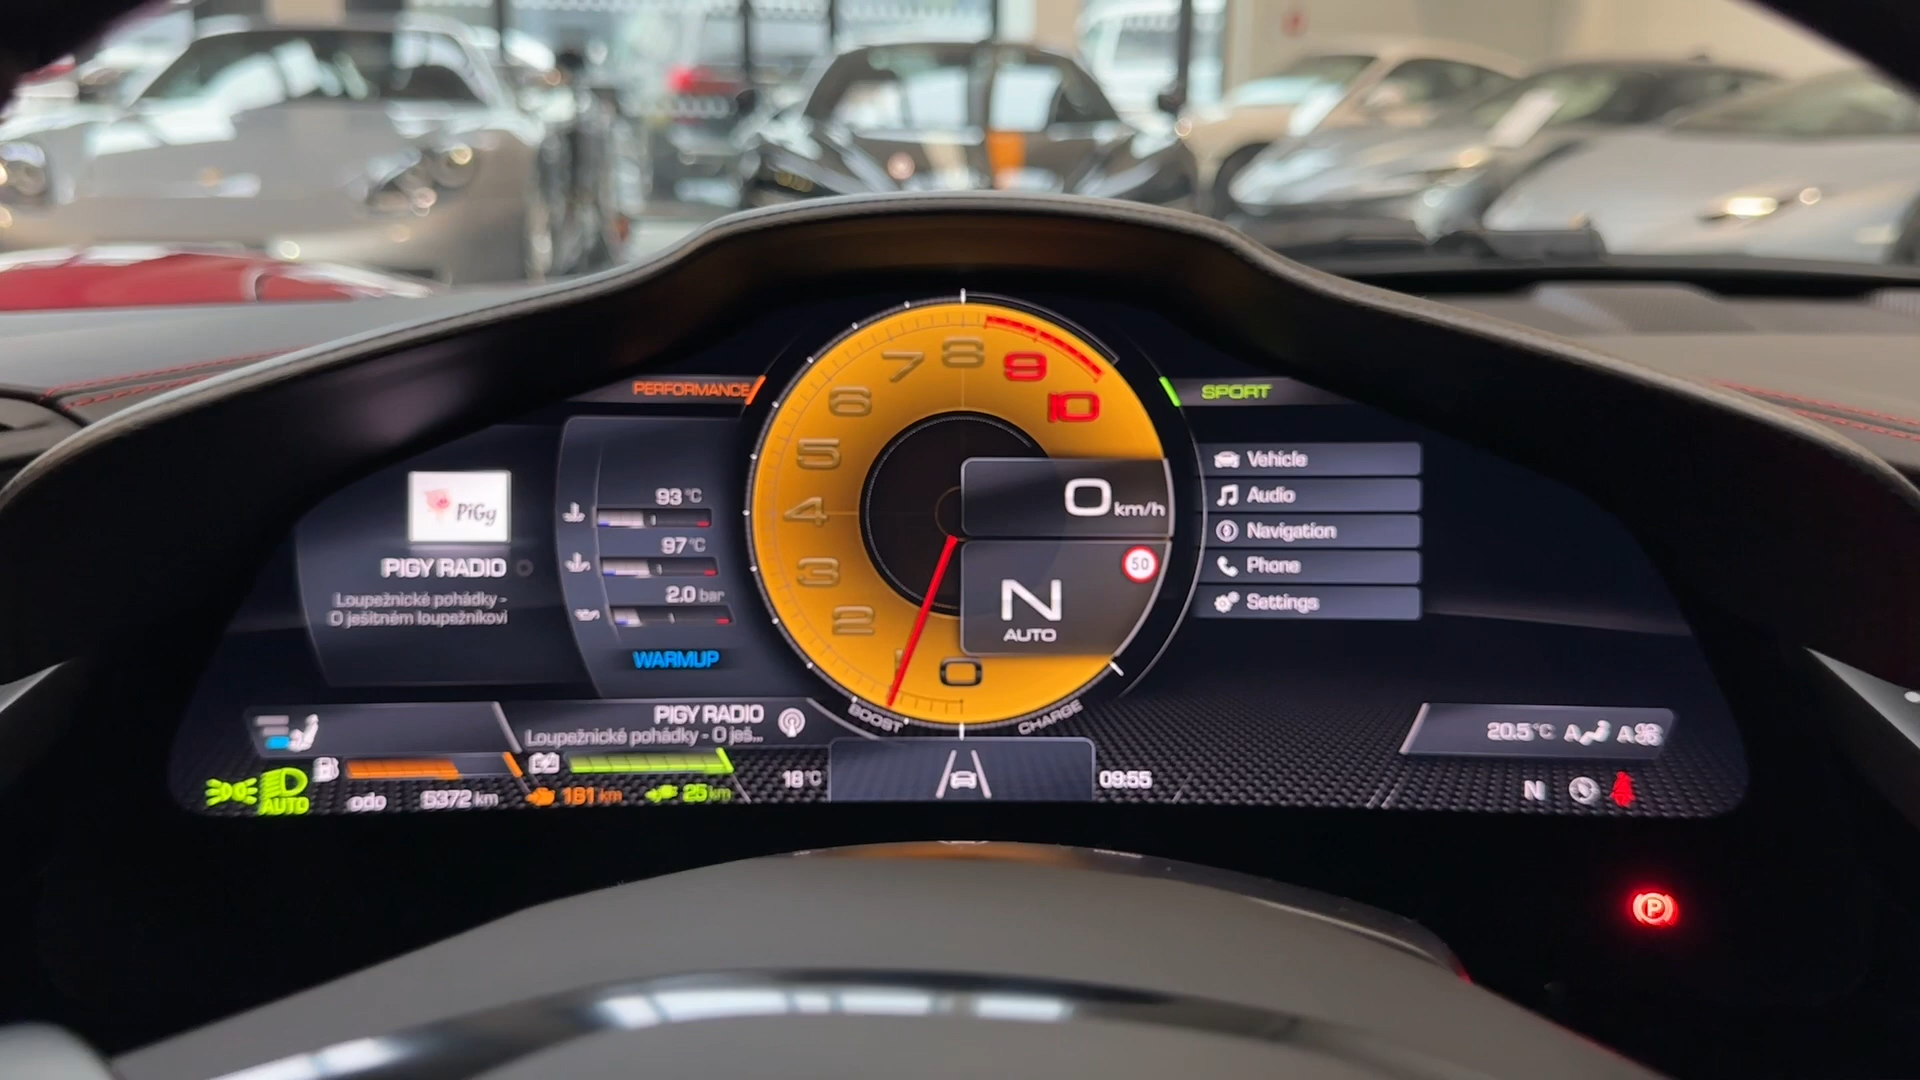 PERFORMANCE
SPORT
7
8
9
6
10
5
4
3
2
0
PiGy
PIGY RADIO
Loupežnické pohádky -
O ješitném loupežníkovi
93 °C
97 °C
2.0 bar
WARMUP
0 km/h
50
N
AUTO
Vehicle
Audio
Navigation
Phone
Settings
BOOST
CHARGE
PIGY RADIO
Loupežnické pohádky - O ješ...
20.5°C A A
AUTO
odo 5372 km
181 km
25 km
18°C
09:55
N
P